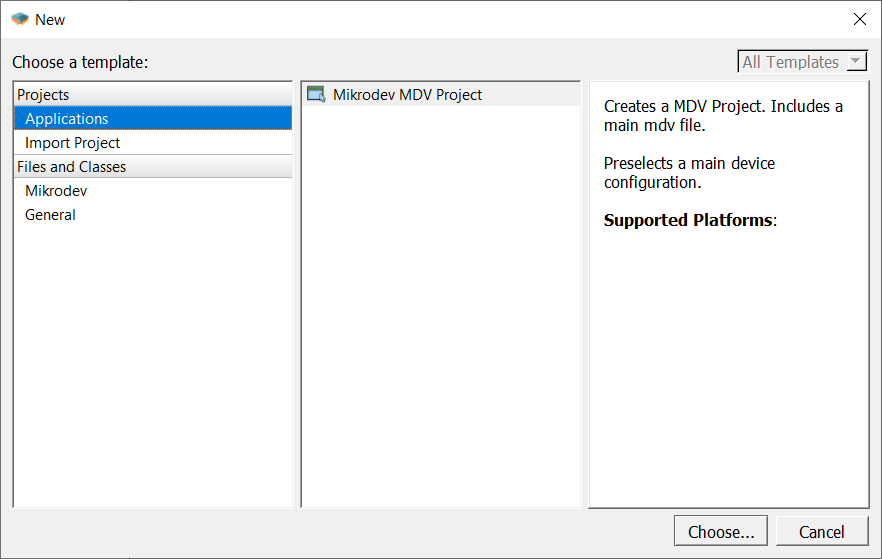 New
Choose a template:
All Templates
Projects
Applications
Import Project
Files and Classes
Mikrodev
General
Mikrodev MDV Project
Creates a MDV Project. Includes a
main mdv file.
Preselects a main device
configuration.
Supported Platforms:
Choose...
Cancel